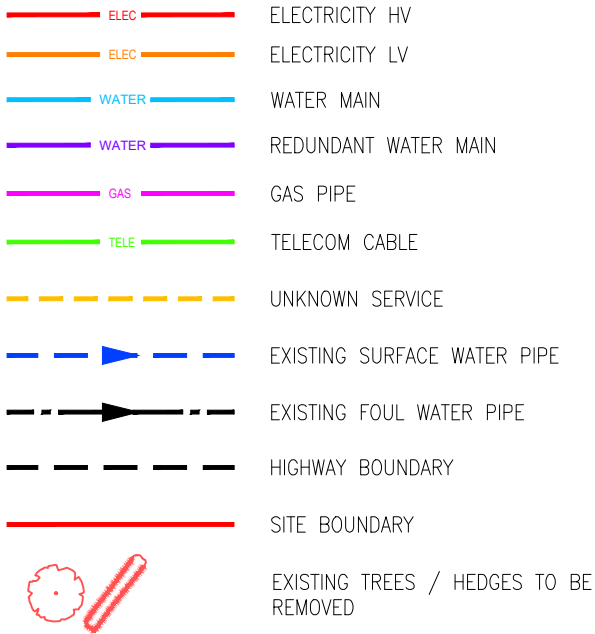 ELEC ELECTRICITY HV
ELEC ELECTRICITY LV
WATER WATER MAIN
WATER REDUNDANT WATER MAIN
GAS GAS PIPE
TELE TELECOM CABLE
UNKNOWN SERVICE
EXISTING SURFACE WATER PIPE
EXISTING FOUL WATER PIPE
HIGHWAY BOUNDARY
SITE BOUNDARY
EXISTING TREES / HEDGES TO BE
REMOVED